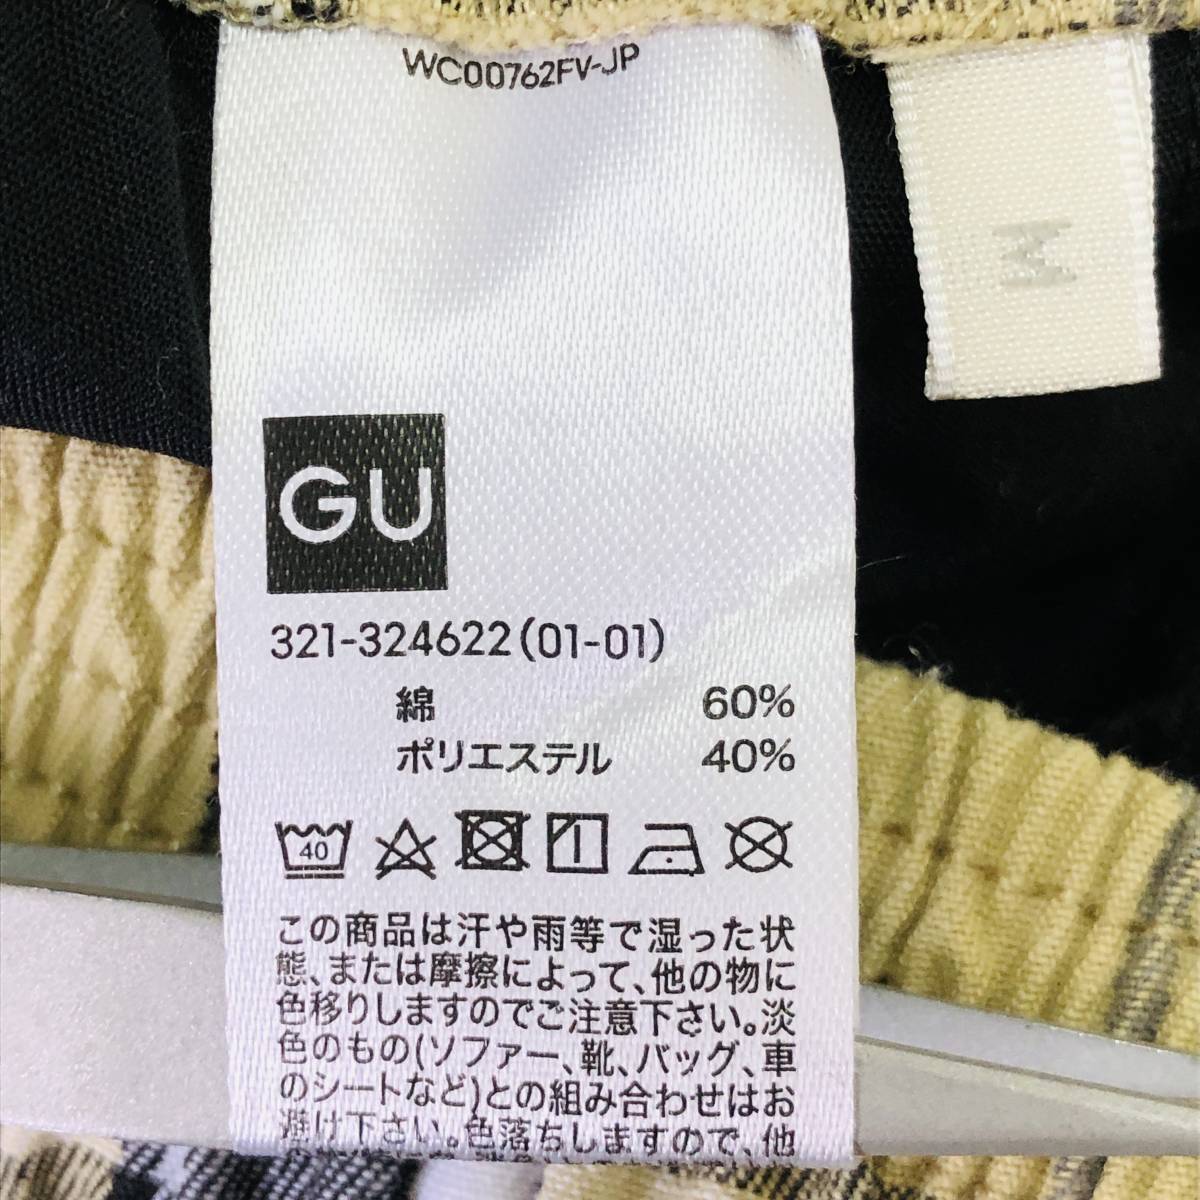 WC00762FV-JP
M
GU
321-324622(01-01)
綿 60%
ポリエステル 40%
40
この商品は汗や雨等で湿った状
態、または摩擦によって、他の物に
色移りしますのでご注意下さい。淡
色のもの(ソファー、靴、バッグ、車
のシートなど)との組み合わせはお
避け下さい。色落ちしますので、他